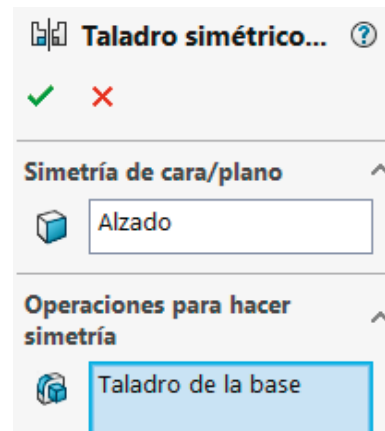 Taladro simétrico...
Simetría de cara/plano
Alzado
Operaciones para hacer
simetría
Taladro de la base